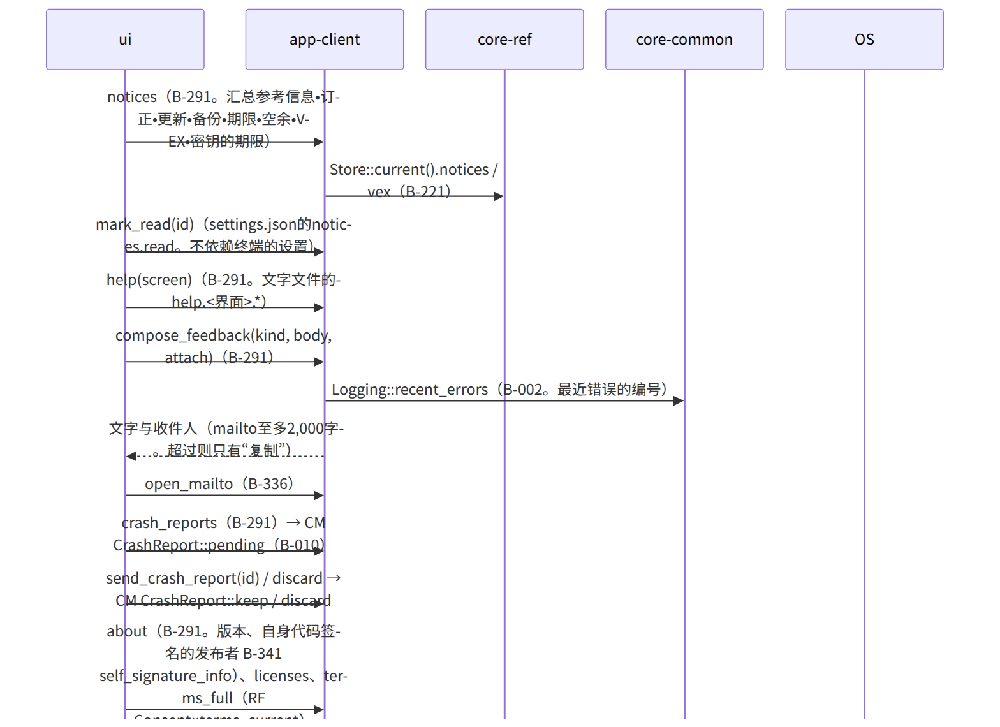 ui
app-client
core-ref
core-common
OS
notices（B-291。汇总参考信息•订-
正•更新•备份•期限•空余•V-
EX•密钥的期限）
Store::current().notices /
vex（B-221）
mark_read(id)（settings.json的notic-
es.read。不依赖终端的设置）
help(screen)（B-291。文字文件的-
help.<界面>.*）
compose_feedback(kind, body,
attach)（B-291）
Logging::recent_errors（B-002。最近错误的编号）
文字与收件人（mailto至多2,000字-
。超过则只有“复制”）
open_mailto（B-336）
crash_reports（B-291）→ CM
CrashReport::pending（B-010）
send_crash_report(id) / discard →
CM CrashReport::keep / discard
about（B-291。版本、自身代码签-
名的发布者 B-341
self_signature_info）、licenses、ter-
ms_full（RF
Consent::terms_current）